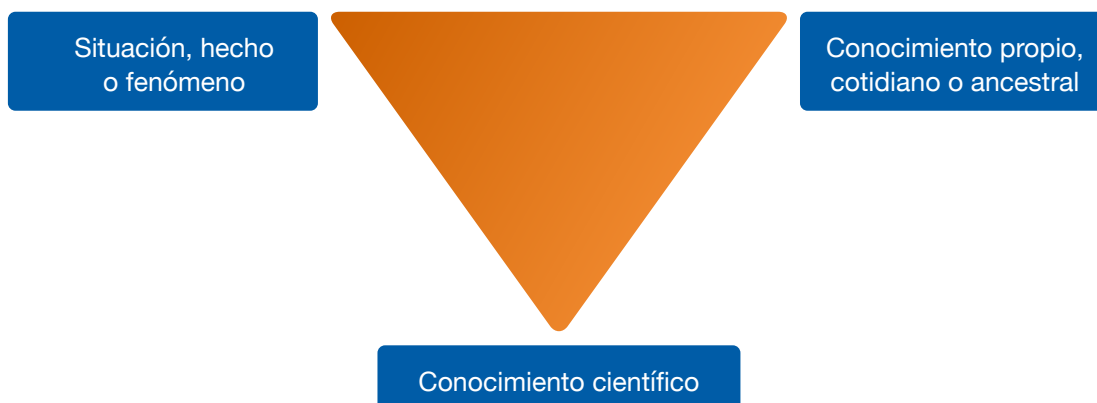 Situación, hecho
o fenómeno
Conocimiento propio,
cotidiano o ancestral
Conocimiento científico